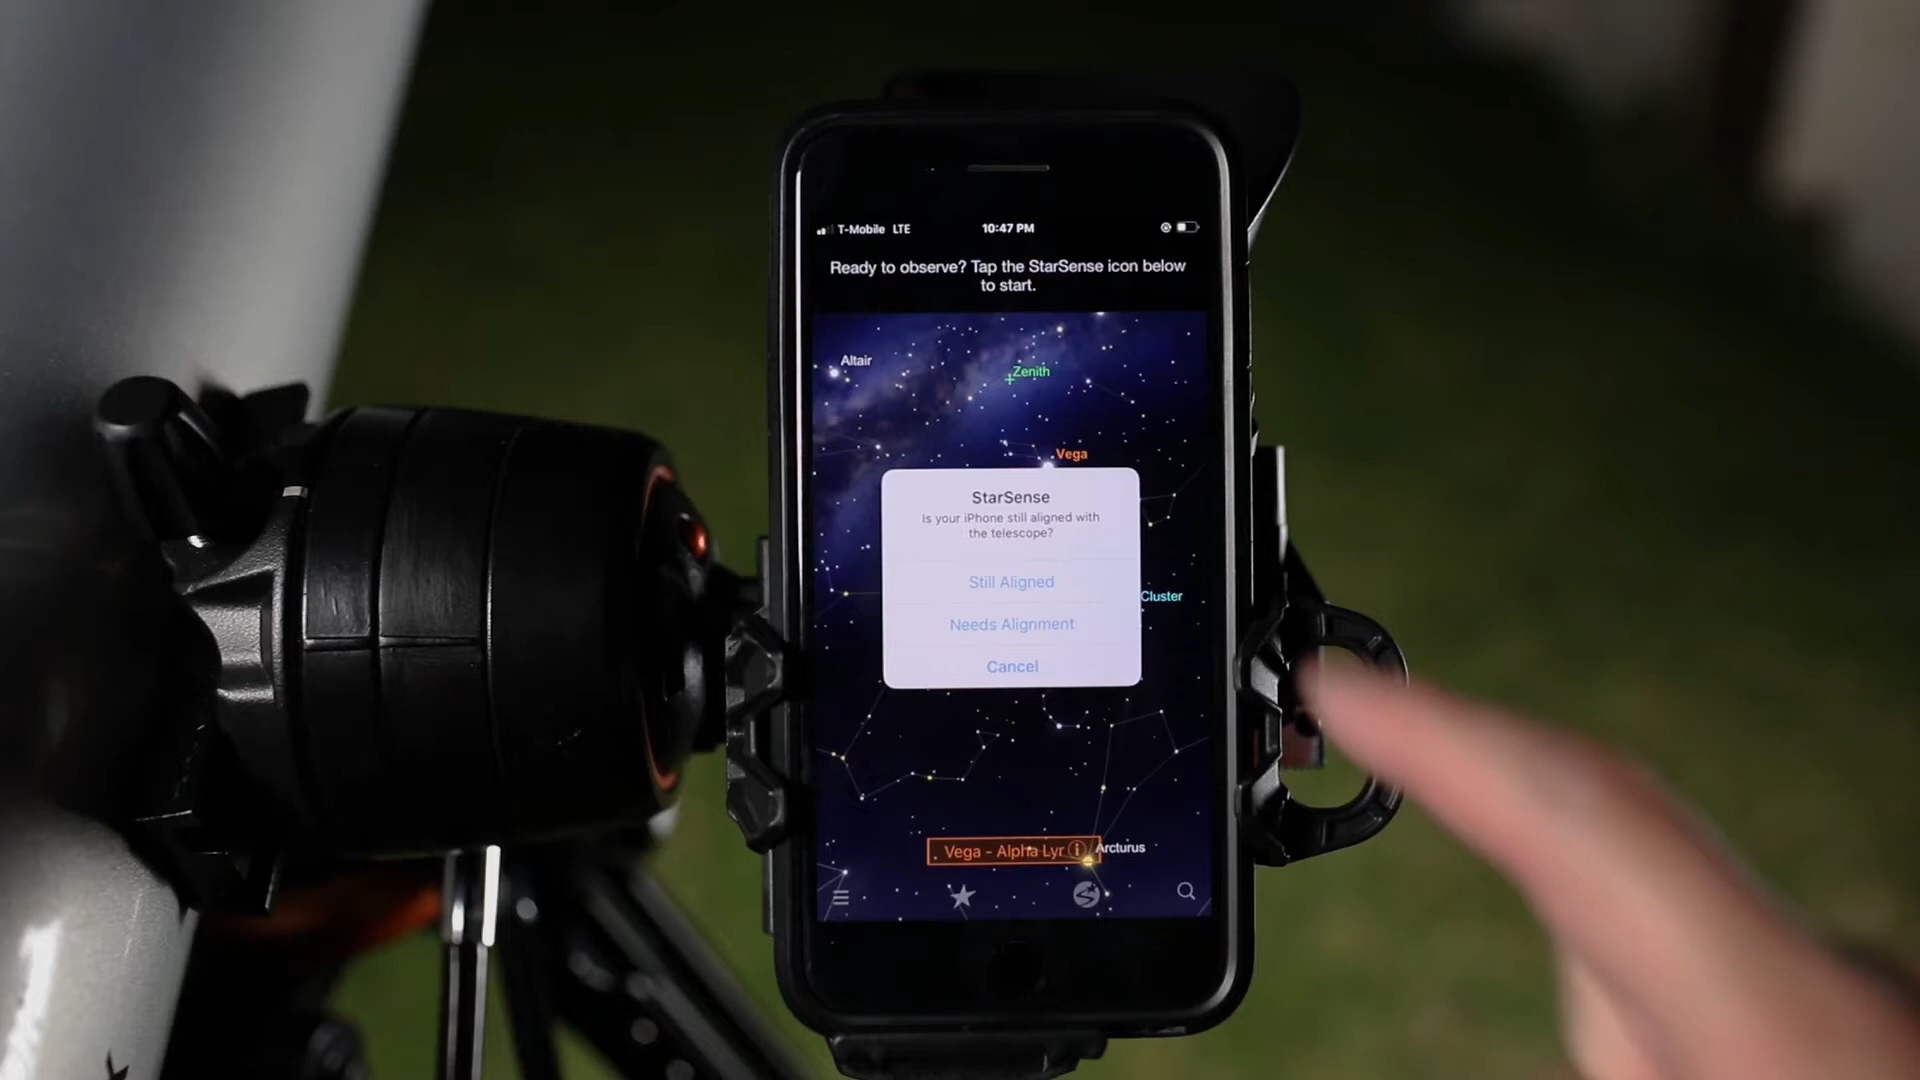 T-Mobile LTE 10:47 PM
Ready to observe? Tap the StarSense icon below
to start.
Altair
Zenith
Vega
StarSense
Is your iPhone still aligned with
the telescope?
Still Aligned
Cluster
Needs Alignment
Cancel
Vega - Alpha Lyr
Arcturus